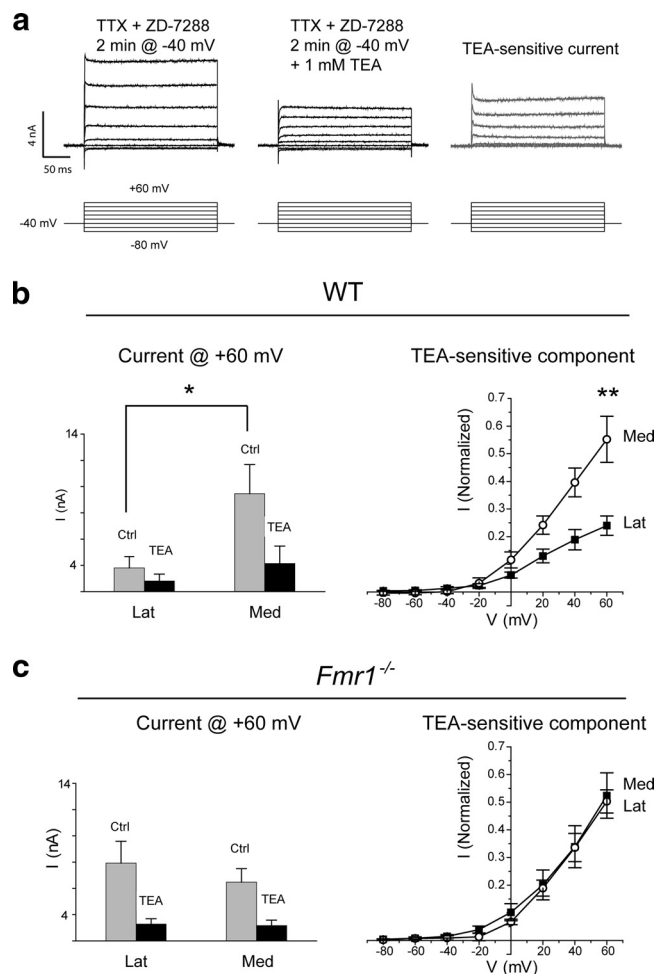 a
TTX + ZD-7288
2 min @ -40 mV
TTX + ZD-7288
2 min @ -40 mV
+ 1 mM TEA
TEA-sensitive current
4 nA
50 ms
+60 mV
-40 mV
-80 mV
b
WT
Current @ +60 mV
TEA-sensitive component
*
14
4
I (nA)
Ctrl
TEA
Ctrl
TEA
Lat
Med
**
I (Normalized)
0.7
0.6
0.5
0.4
0.3
0.2
Med
Lat
-80 -60 -40 -20 20 40 60
V (mV)
c
Fmr1-/-
Current @ +60 mV
TEA-sensitive component
14
4
I (nA)
Ctrl
TEA
Ctrl
TEA
Lat
Med
I (Normalized)
0.7
0.6
0.5
0.4
0.3
0.2
Med
Lat
-80 -60 -40 -20 0 20 40 60
V (mV)